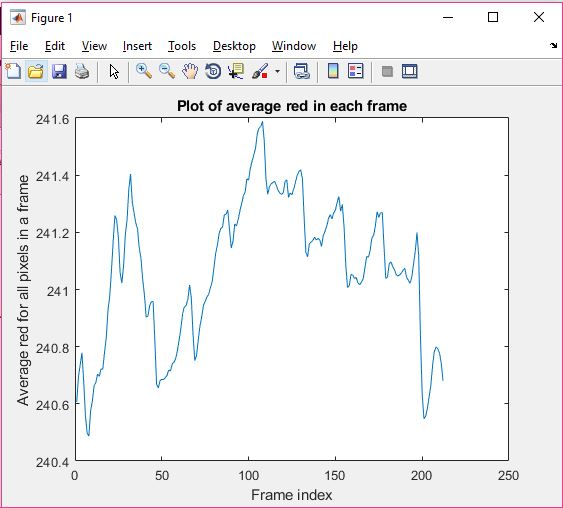 Figure 1
File Edit View Insert Tools Desktop Window Help
Plot of average red in each frame
241.6
241.4
241.2
241
240.8
240.6
240.4
Average red for all pixels in a frame
0 50 100 150 200 250
Frame index